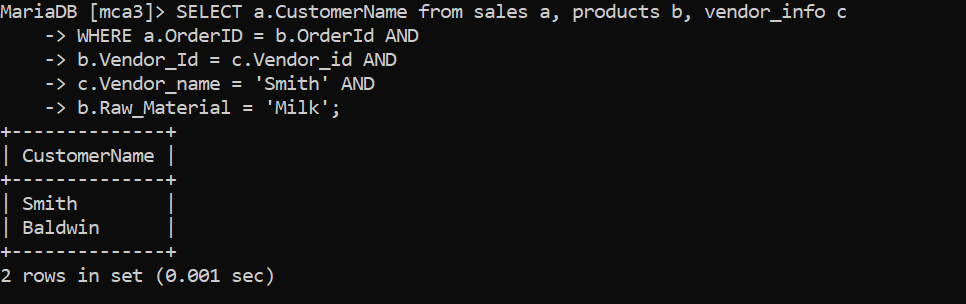 MariaDB [mca3]> SELECT a.CustomerName from sales a, products b, vendor_info c
    -> WHERE a.OrderID = b.OrderId AND
    -> b.Vendor_Id = c.Vendor_id AND
    -> c.Vendor_name = 'Smith' AND
    -> b.Raw_Material = 'Milk';
+--------------+
| CustomerName |
+--------------+
| Smith        |
| Baldwin      |
+--------------+
2 rows in set (0.001 sec)